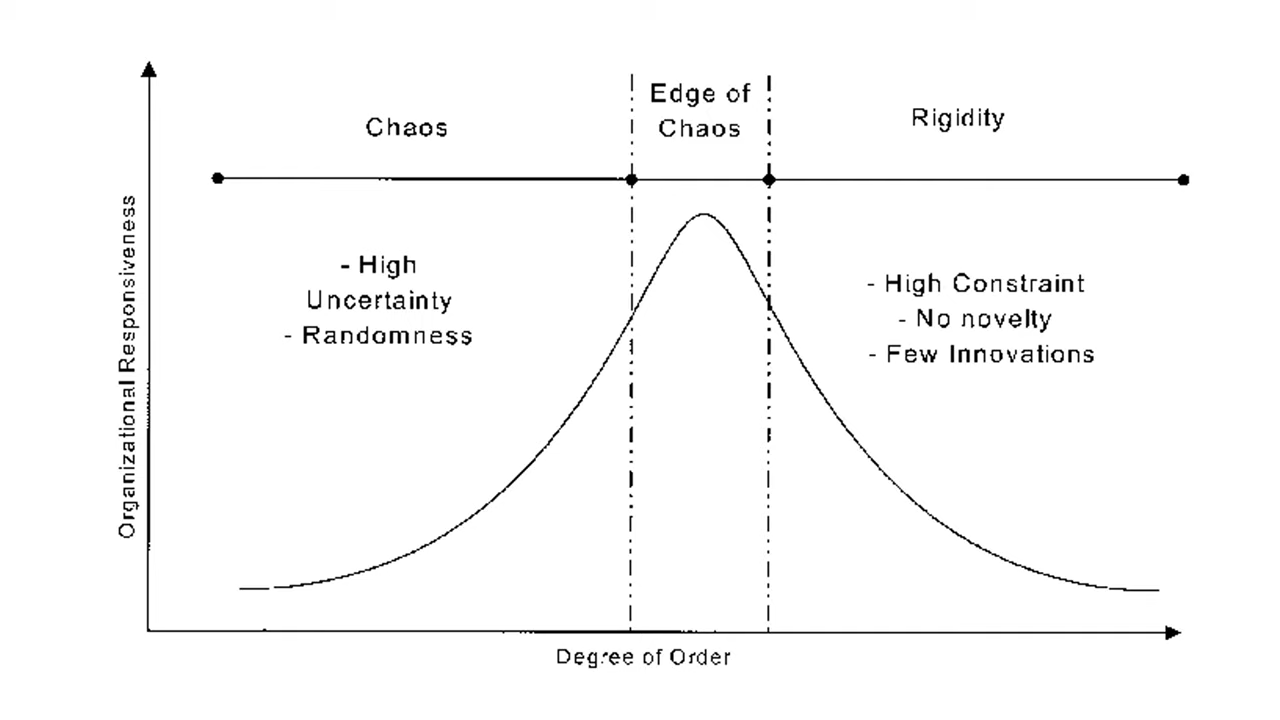 Chaos
Edge of
Chaos
Rigidity
- High
Uncertainty
- Randomness
- High Constraint
- No novelty
- Few Innovations
Organizational Responsiveness
Degree of Order